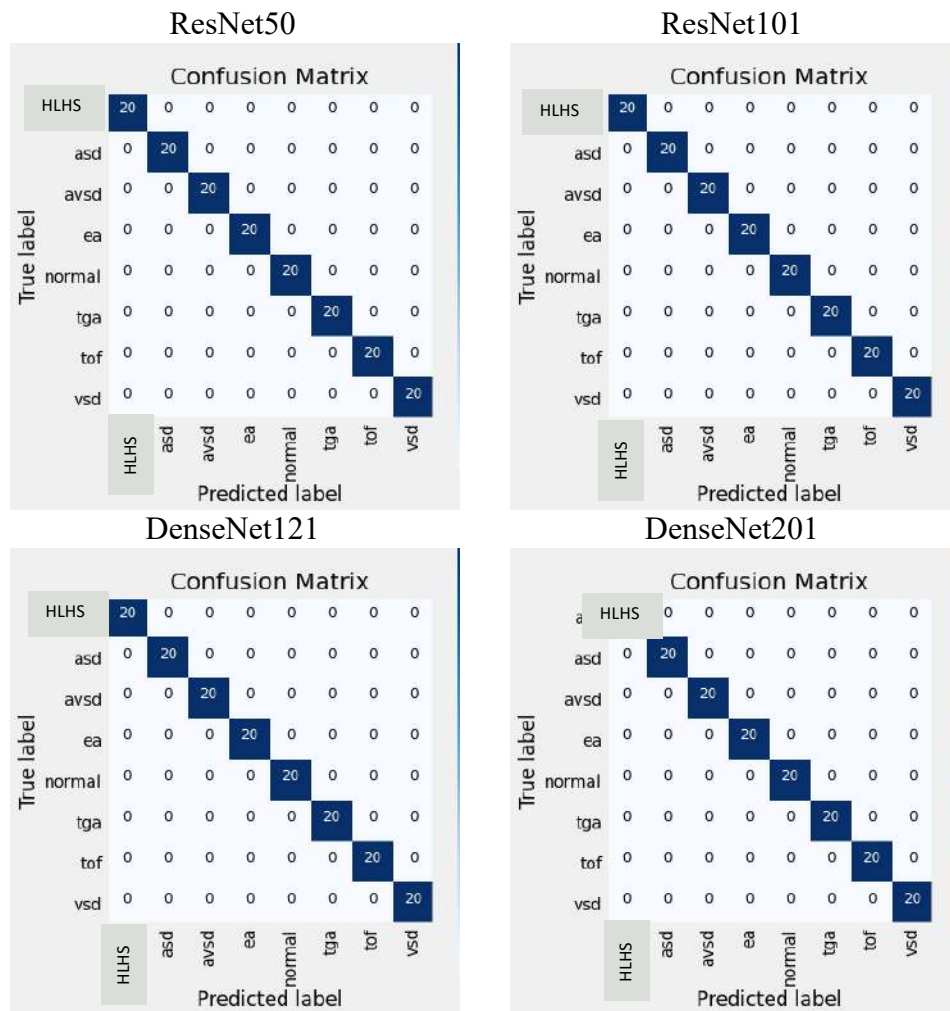 ResNet50
ResNet101
Confusion Matrix
HLHS 20 0 0 0 0 0 0 0
asd 0 20 0 0 0 0 0 0
avsd 0 0 20 0 0 0 0 0
ea 0 0 0 20 0 0 0 0
normal 0 0 0 0 20 0 0 0
tga 0 0 0 0 0 20 0 0
tof 0 0 0 0 0 0 20 0
vsd 0 0 0 0 0 0 0 20
True label
HLHS asd avsd ea normal tga tof vsd
Predicted label
Confusion Matrix
HLHS 20 0 0 0 0 0 0 0
asd 0 20 0 0 0 0 0 0
avsd 0 0 20 0 0 0 0 0
ea 0 0 0 20 0 0 0 0
normal 0 0 0 0 20 0 0 0
tga 0 0 0 0 0 20 0 0
tof 0 0 0 0 0 0 20 0
vsd 0 0 0 0 0 0 0 20
True label
HLHS asd avsd ea normal tga tof vsd
Predicted label
DenseNet121
DenseNet201
Confusion Matrix
HLHS 20 0 0 0 0 0 0 0
asd 0 20 0 0 0 0 0 0
avsd 0 0 20 0 0 0 0 0
ea 0 0 0 20 0 0 0 0
normal 0 0 0 0 20 0 0 0
tga 0 0 0 0 0 20 0 0
tof 0 0 0 0 0 0 20 0
vsd 0 0 0 0 0 0 0 20
True label
HLHS asd avsd ea normal tga tof vsd
Predicted label
Confusion Matrix
HLHS 0 0 0 0 0 0 0
asd 0 20 0 0 0 0 0 0
avsd 0 0 20 0 0 0 0 0
ea 0 0 0 20 0 0 0 0
normal 0 0 0 0 20 0 0 0
tga 0 0 0 0 0 20 0 0
tof 0 0 0 0 0 0 20 0
vsd 0 0 0 0 0 0 0 20
True label
HLHS asd avsd ea normal tga tof vsd
Predicted label